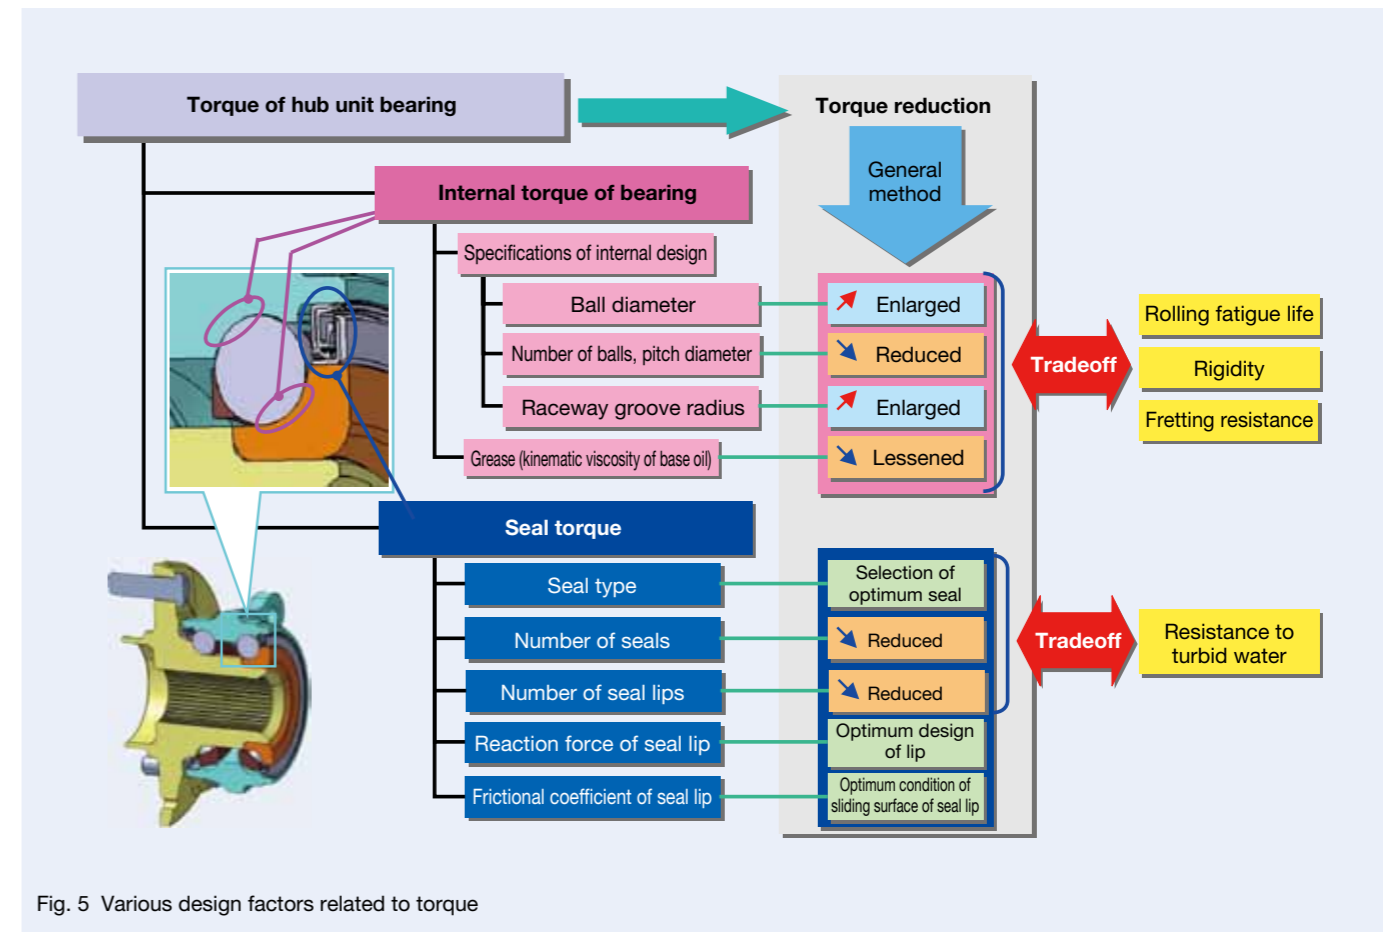 Torque of hub unit bearing
Torque reduction
General
method
Internal torque of bearing
Specifications of internal design
Ball diameter
Enlarged
Number of balls, pitch diameter
Reduced
Raceway groove radius
Enlarged
Grease (kinematic viscosity of base oil)
Lessened
Tradeoff
Rolling fatigue life
Rigidity
Fretting resistance
Seal torque
Seal type
Selection of
optimum seal
Number of seals
Reduced
Number of seal lips
Reduced
Reaction force of seal lip
Optimum design
of lip
Frictional coefficient of seal lip
Optimum condition of
sliding surface of seal lip
Tradeoff
Resistance to
turbid water
Fig. 5 Various design factors related to torque